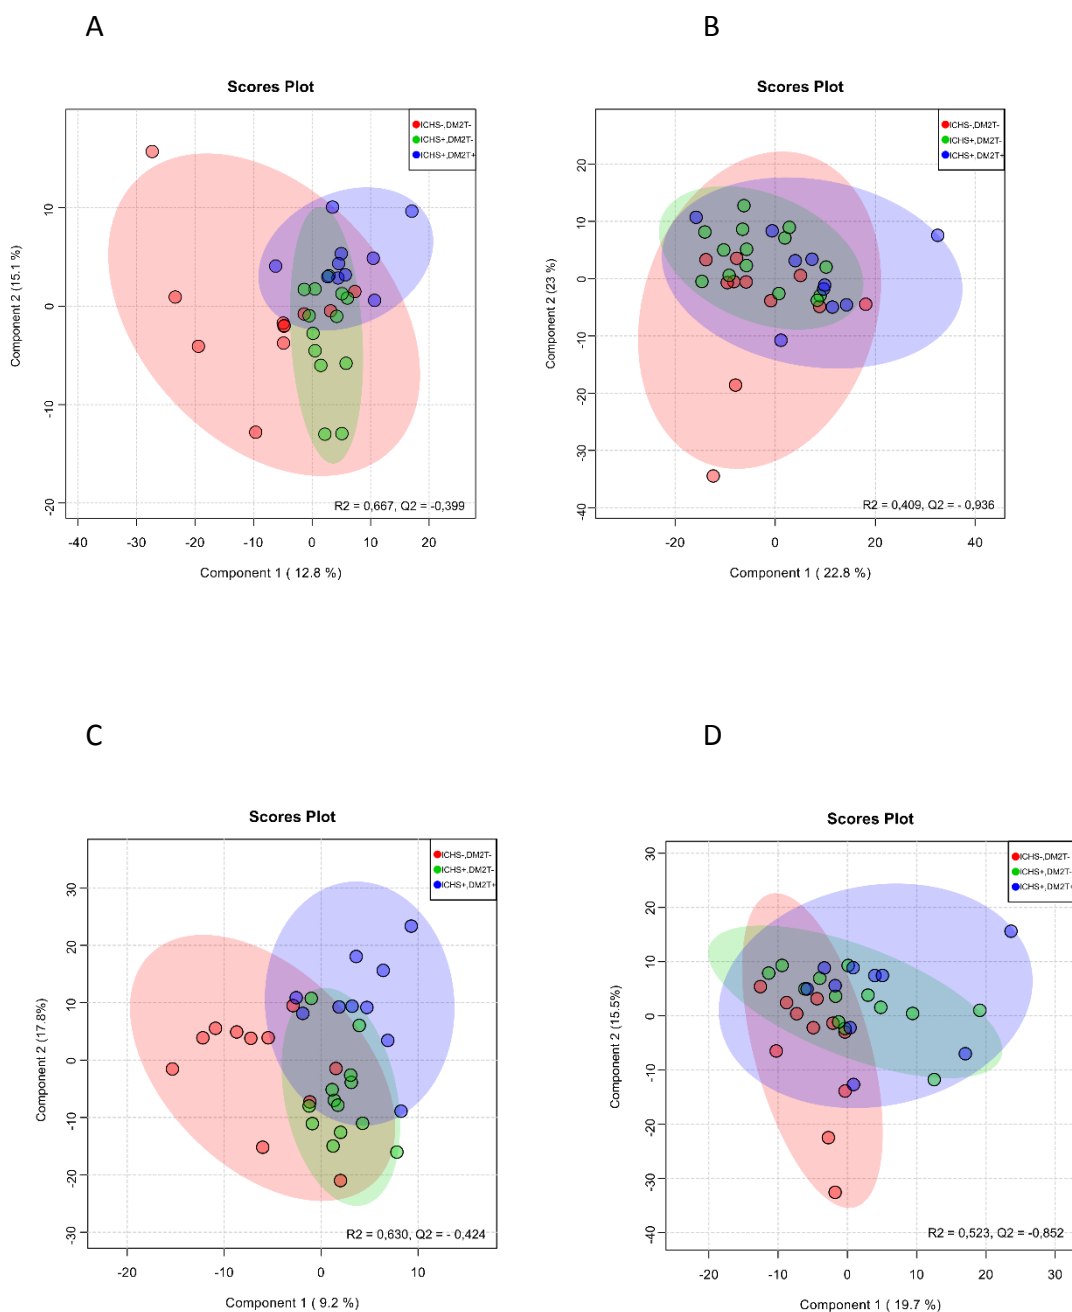 A
Scores Plot
ICHS-,DM2T-
ICHS+,DM2T-
ICHS+,DM2T+
10
0
-10
-20
Component 2 (15.1 %)
R2 = 0,667, Q2 = -0,399
-40 -30 -20 -10 0 10 20
Component 1 ( 12.8 %)
B
Scores Plot
ICHS-,DM2T-
ICHS+,DM2T-
ICHS+,DM2T+
20
10
0
-10
-20
-30
-40
Component 2 (23 %)
R2 = 0,409, Q2 = - 0,936
-20 0 20 40
Component 1 ( 22.8 %)
C
Scores Plot
ICHS-,DM2T-
ICHS+,DM2T-
ICHS+,DM2T+
30
20
10
0
-10
-20
-30
Component 2 (17.8%)
R2 = 0,630, Q2 = - 0,424
-20 -10 0 10
Component 1 ( 9.2 %)
D
Scores Plot
ICHS-,DM2T-
ICHS+,DM2T-
ICHS+,DM2T+
30
20
10
0
-10
-20
-30
-40
Component 2 (15.5%)
R2 = 0,523, Q2 = -0,852
-20 -10 0 10 20 30
Component 1 ( 19.7 %)